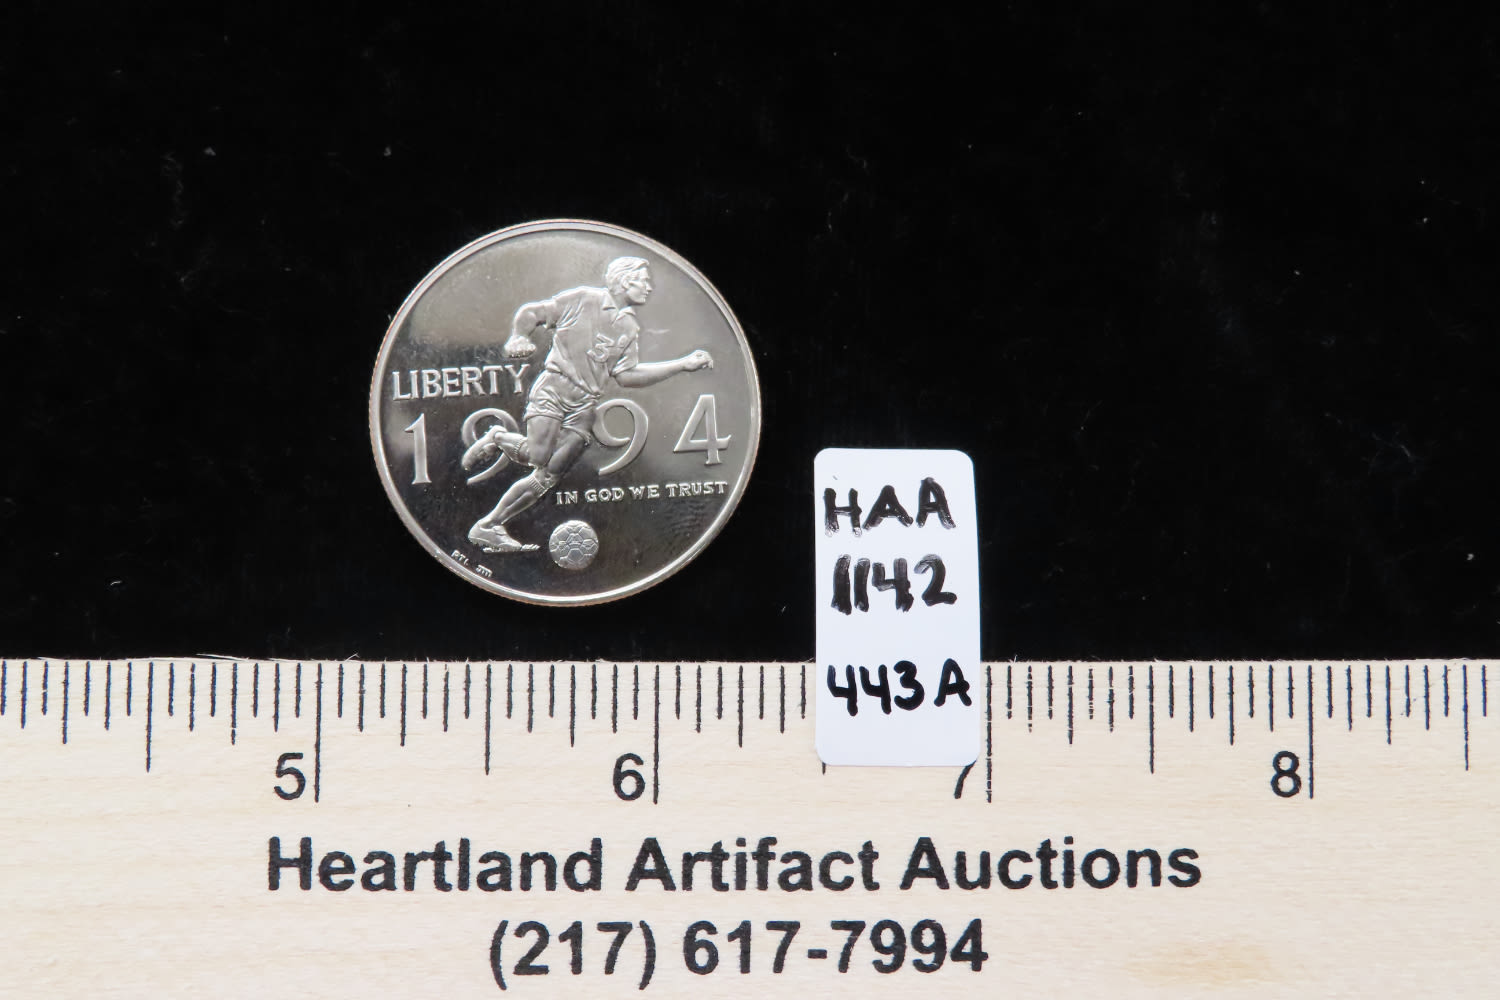 LIBERTY
1994
IN GOD WE TRUST
HAA
1142
443A
5 6 7 8
Heartland Artifact Auctions
(217) 617-7994